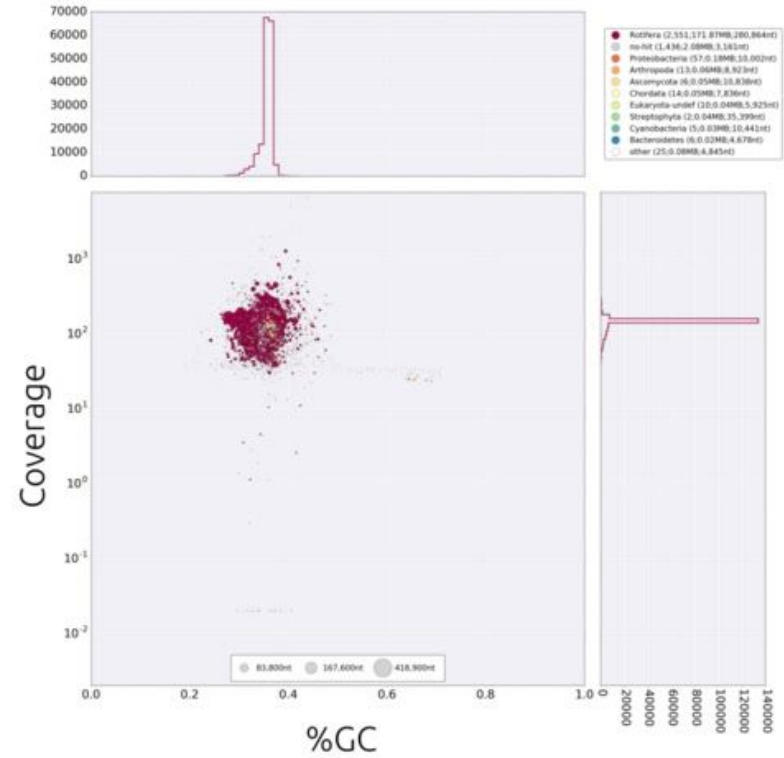 70000
60000
50000
40000
30000
20000
10000
0
Rotifera (2,551;171.87MB;280,864nt)
no-hit (1,436;2.08MB;3,161nt)
Proteobacteria (57;0.18MB;10,002nt)
Arthropoda (13;0.06MB;8,923nt)
Ascomycota (6;0.05MB;10,838nt)
Chordata (14;0.05MB;7,836nt)
Eukaryota-undef (10;0.04MB;5,925nt)
Streptophyta (2;0.04MB;35,399nt)
Cyanobacteria (5;0.03MB;10,441nt)
Bacteroidetes (6;0.02MB;4,678nt)
other (25;0.08MB;4,845nt)
Coverage
10³
10²
10¹
10⁰
10⁻¹
10⁻²
83,800nt 167,600nt 418,900nt
0.0 0.2 0.4 0.6 0.8 1.0
0 20000 40000 60000 80000 100000 120000 140000
%GC